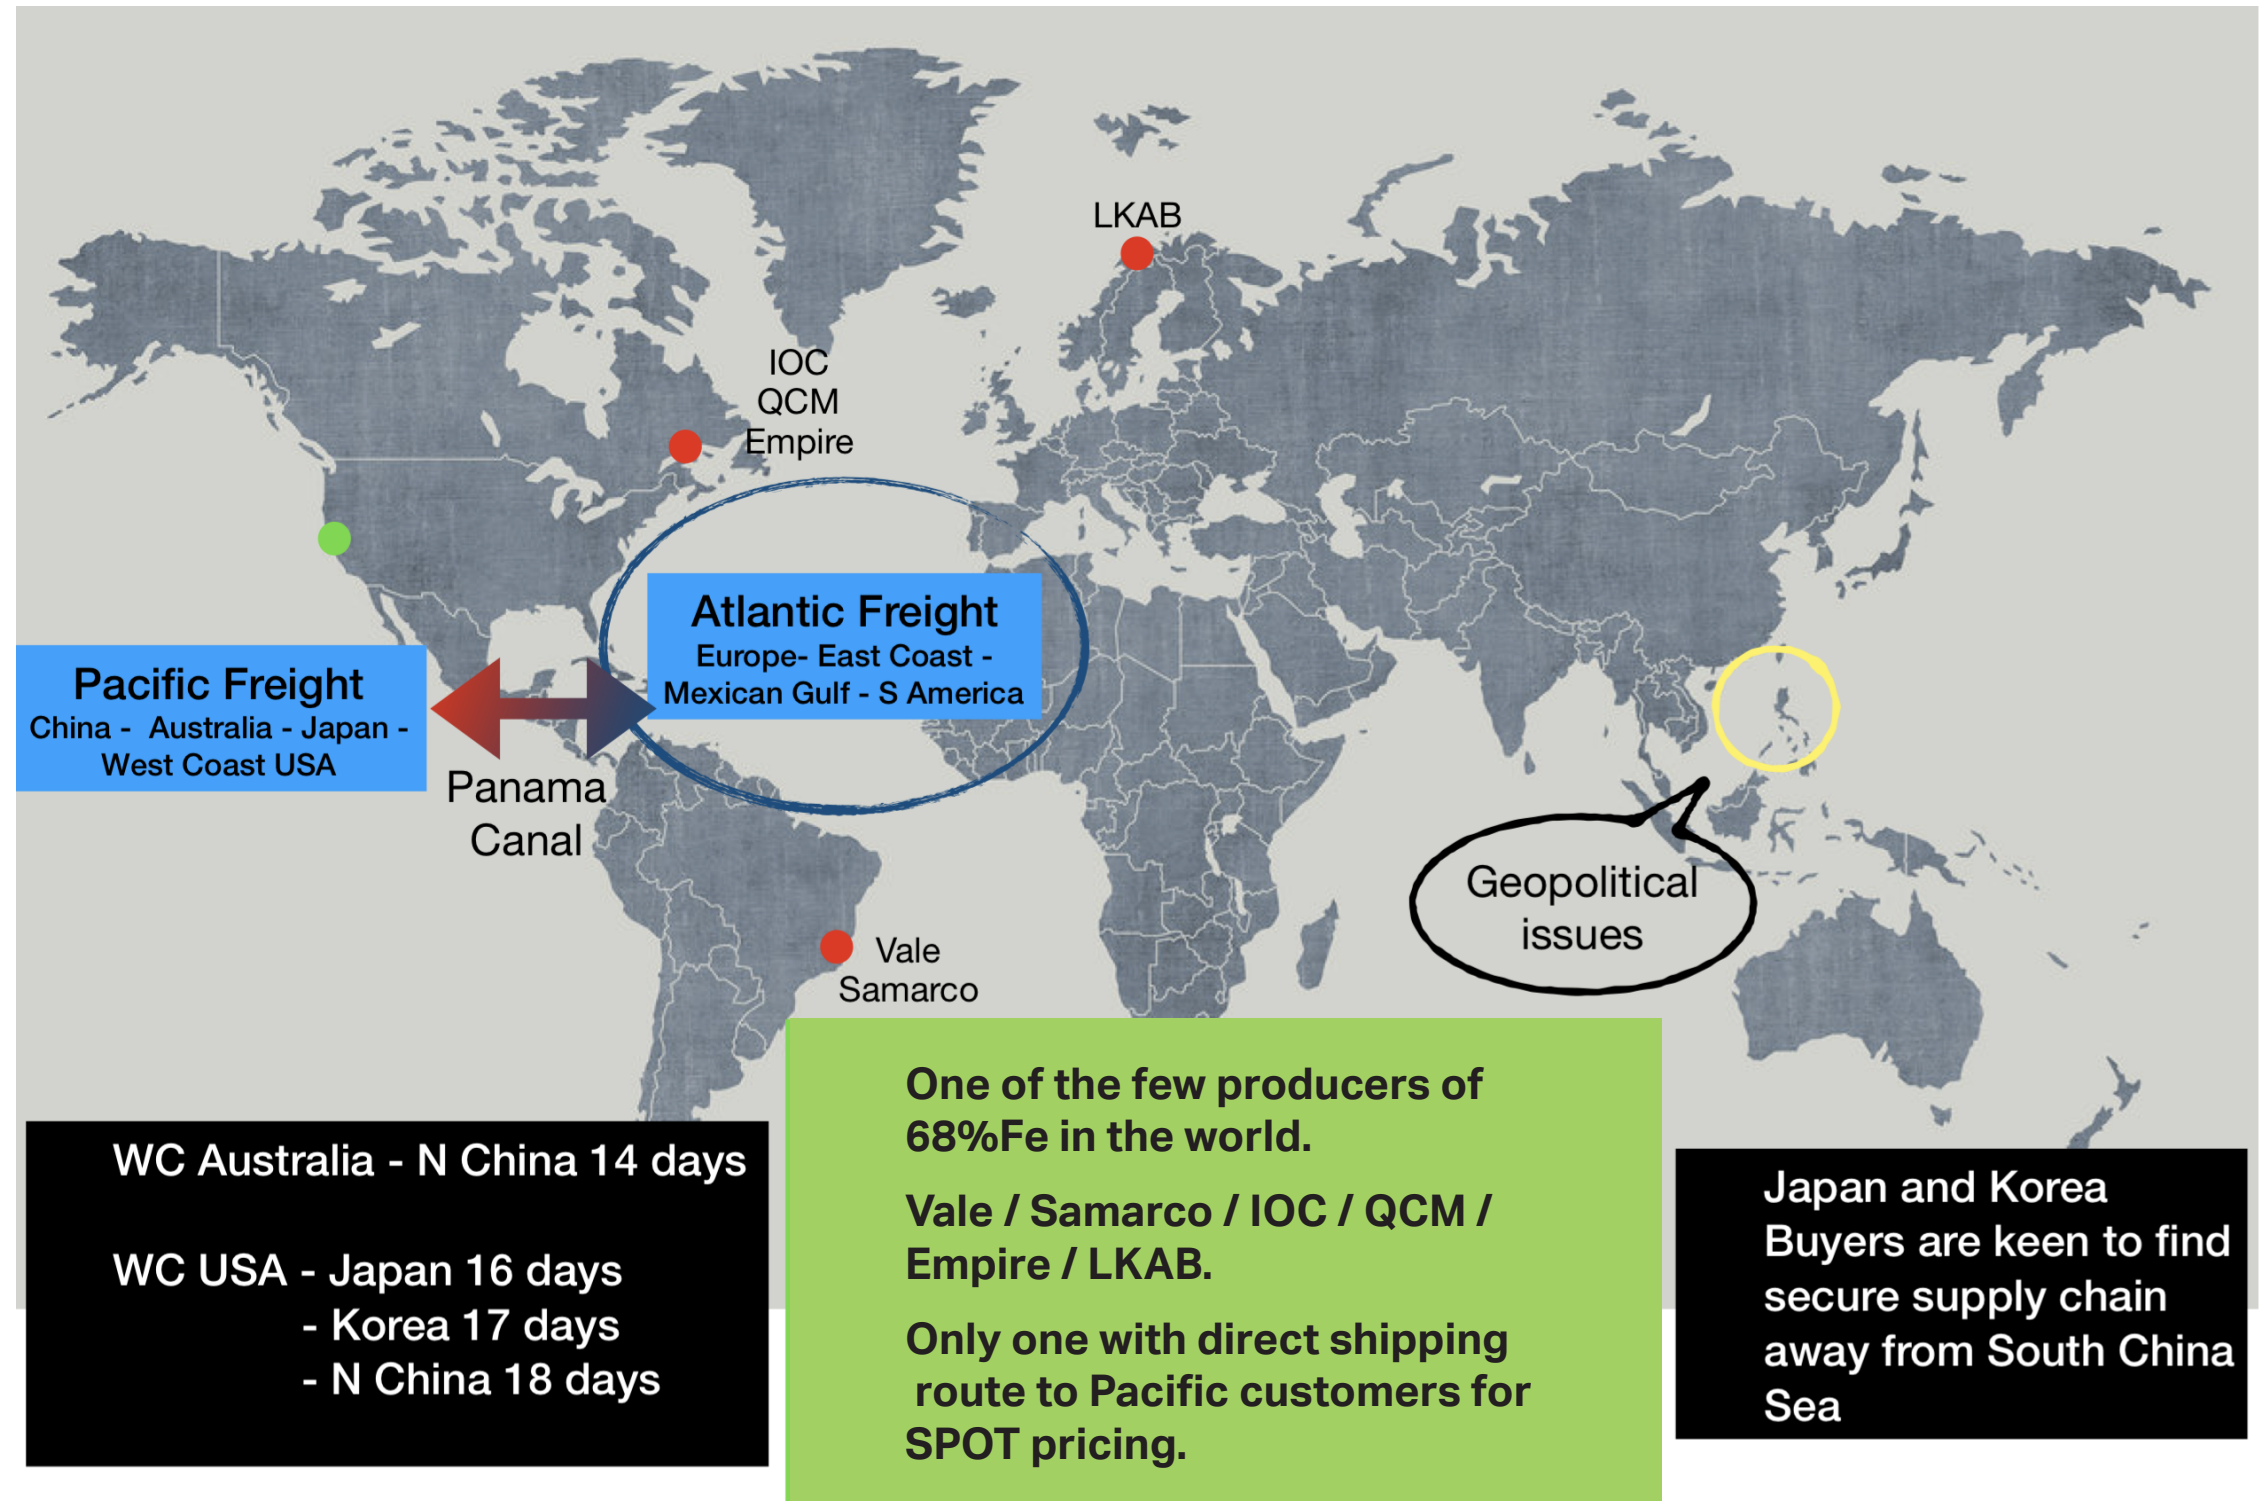 LKAB
IOC
QCM
Empire
Atlantic Freight
Europe- East Coast -
Mexican Gulf - S America
Pacific Freight
China -  Australia - Japan -
West Coast USA
Panama
Canal
Geopolitical
issues
Vale
Samarco
WC Australia - N China 14 days
WC USA - Japan 16 days
- Korea 17 days
- N China 18 days
One of the few producers of
68%Fe in the world.
Vale / Samarco / IOC / QCM /
Empire / LKAB.
Only one with direct shipping
route to Pacific customers for
SPOT pricing.
Japan and Korea
Buyers are keen to find
secure supply chain
away from South China
Sea